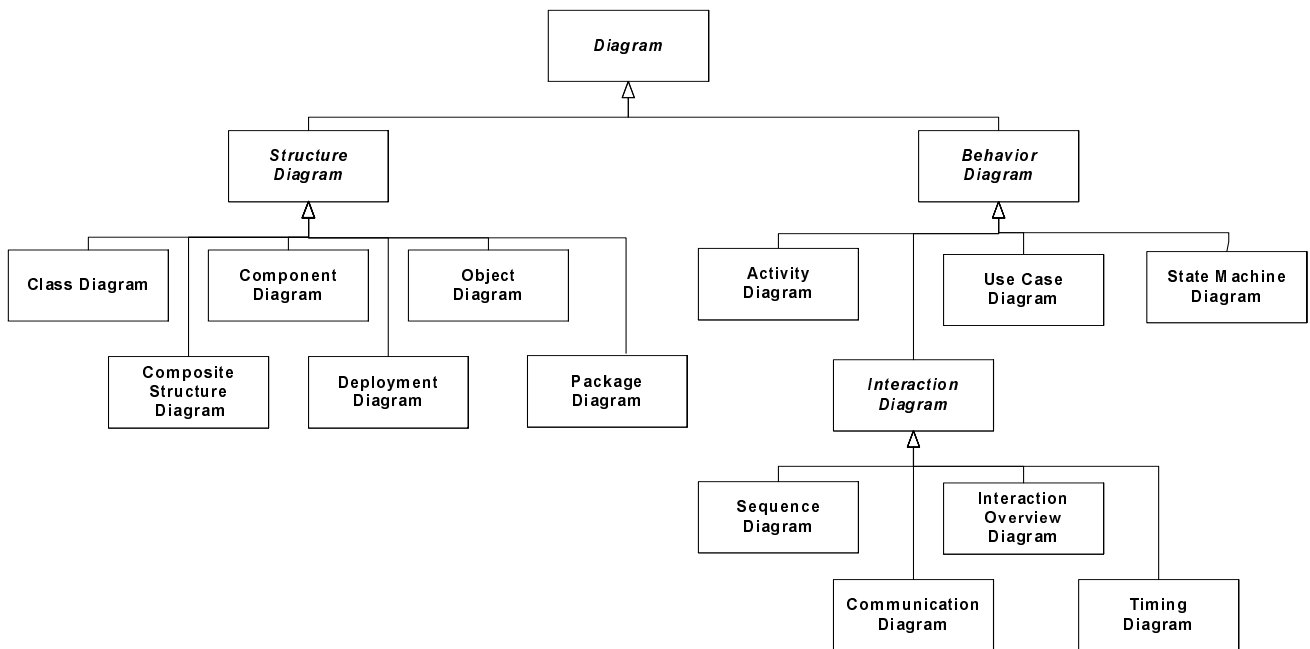 Diagram
Structure
Diagram
Behavior
Diagram
Class Diagram
Component
Diagram
Object
Diagram
Activity
Diagram
Use Case
Diagram
State Machine
Diagram
Composite
Structure
Diagram
Deployment
Diagram
Package
Diagram
Interaction
Diagram
Sequence
Diagram
Interaction
Overview
Diagram
Communication
Diagram
Timing
Diagram